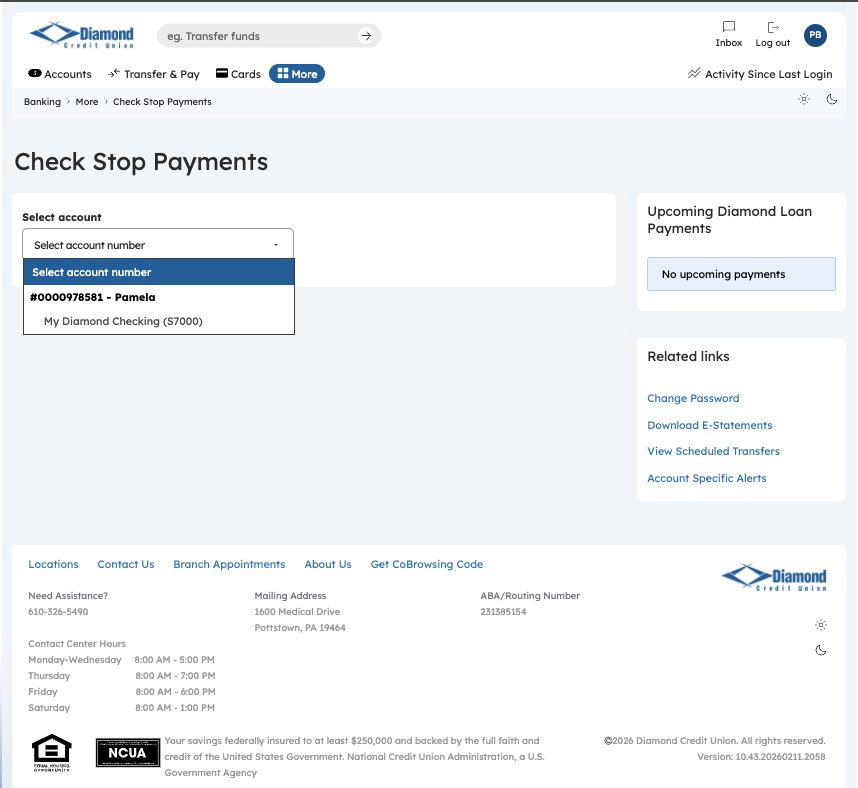 Diamond
Credit Union
eg. Transfer funds
Inbox
Log out
PB
Accounts
Transfer & Pay
Cards
More
Activity Since Last Login
Banking › More › Check Stop Payments
Check Stop Payments
Select account
Select account number
Select account number
#0000978581 - Pamela
My Diamond Checking (S7000)
Upcoming Diamond Loan
Payments
No upcoming payments
Related links
Change Password
Download E-Statements
View Scheduled Transfers
Account Specific Alerts
Locations
Contact Us
Branch Appointments
About Us
Get CoBrowsing Code
Diamond
Credit Union
Need Assistance?
610-326-5490
Mailing Address
1600 Medical Drive
Pottstown, PA 19464
ABA/Routing Number
231385154
Contact Center Hours
Monday-Wednesday 8:00 AM - 5:00 PM
Thursday 8:00 AM - 7:00 PM
Friday 8:00 AM - 6:00 PM
Saturday 8:00 AM - 1:00 PM
EQUAL HOUSING
OPPORTUNITY
NCUA
Your savings federally insured to at least $250,000 and backed by the full faith and
credit of the United States Government. National Credit Union Administration, a U.S.
Government Agency
©2026 Diamond Credit Union. All rights reserved.
Version: 10.43.20260211.2058